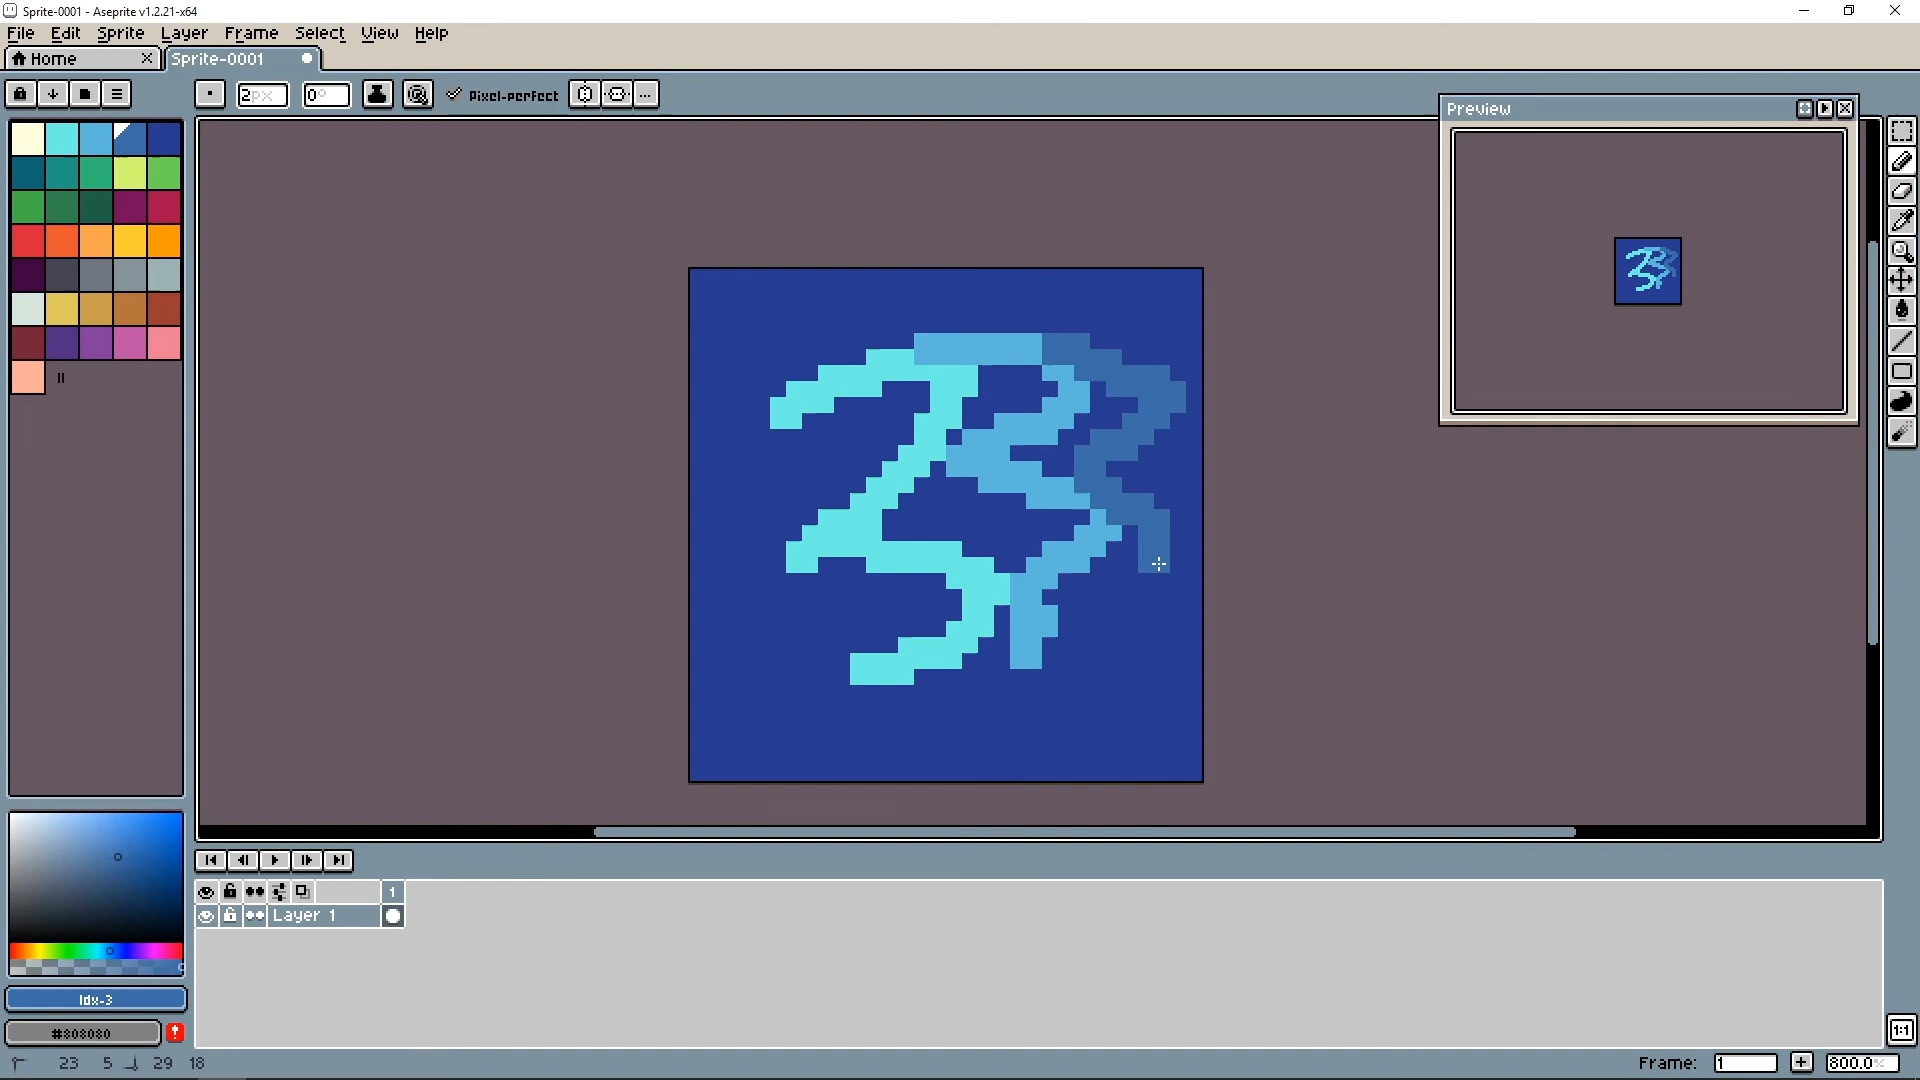 Sprite-0001 - Aseprite v1.2.21-x64
File Edit Sprite Layer Frame Select View Help
Home Sprite-0001
2px 0° Pixel-perfect
Preview
1
Layer 1
Idx-3
#808080
23 5 29 18 Frame: 1 800.0
1:1